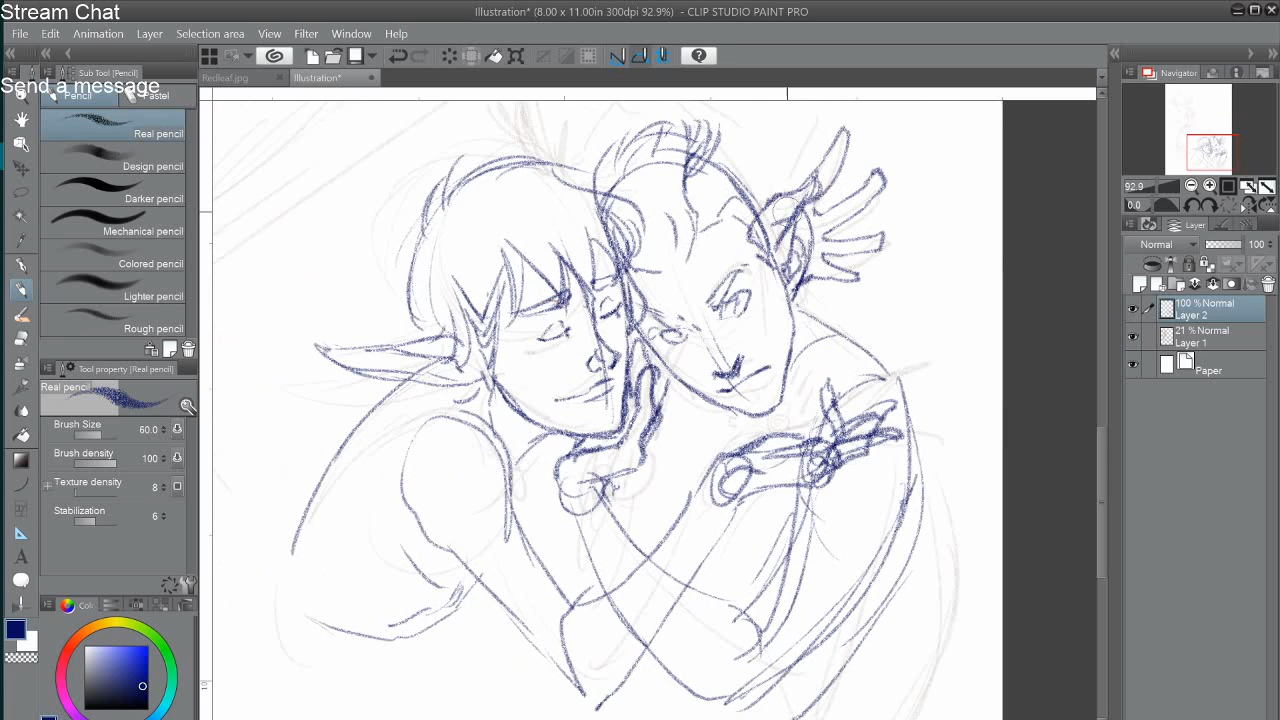 Stream Chat
Illustration* (8.00 x 11.00in 300dpi 92.9%) - CLIP STUDIO PAINT PRO
File Edit Animation Layer Selection area View Filter Window Help
Sub Tool [Pencil]
Redleaf.jpg Illustration*
Navigator
Send a message
Pencil Pastel
Real pencil
Design pencil
Darker pencil
Mechanical pencil
Colored pencil
Lighter pencil
Rough pencil
Tool property [Real pencil]
Real pencil
Brush Size 60.0
Brush density 100
Texture density 8
Stabilization 6
Colo
92.9
0.0
Layer
Normal 100
100 % Normal
Layer 2
21 % Normal
Layer 1
Paper